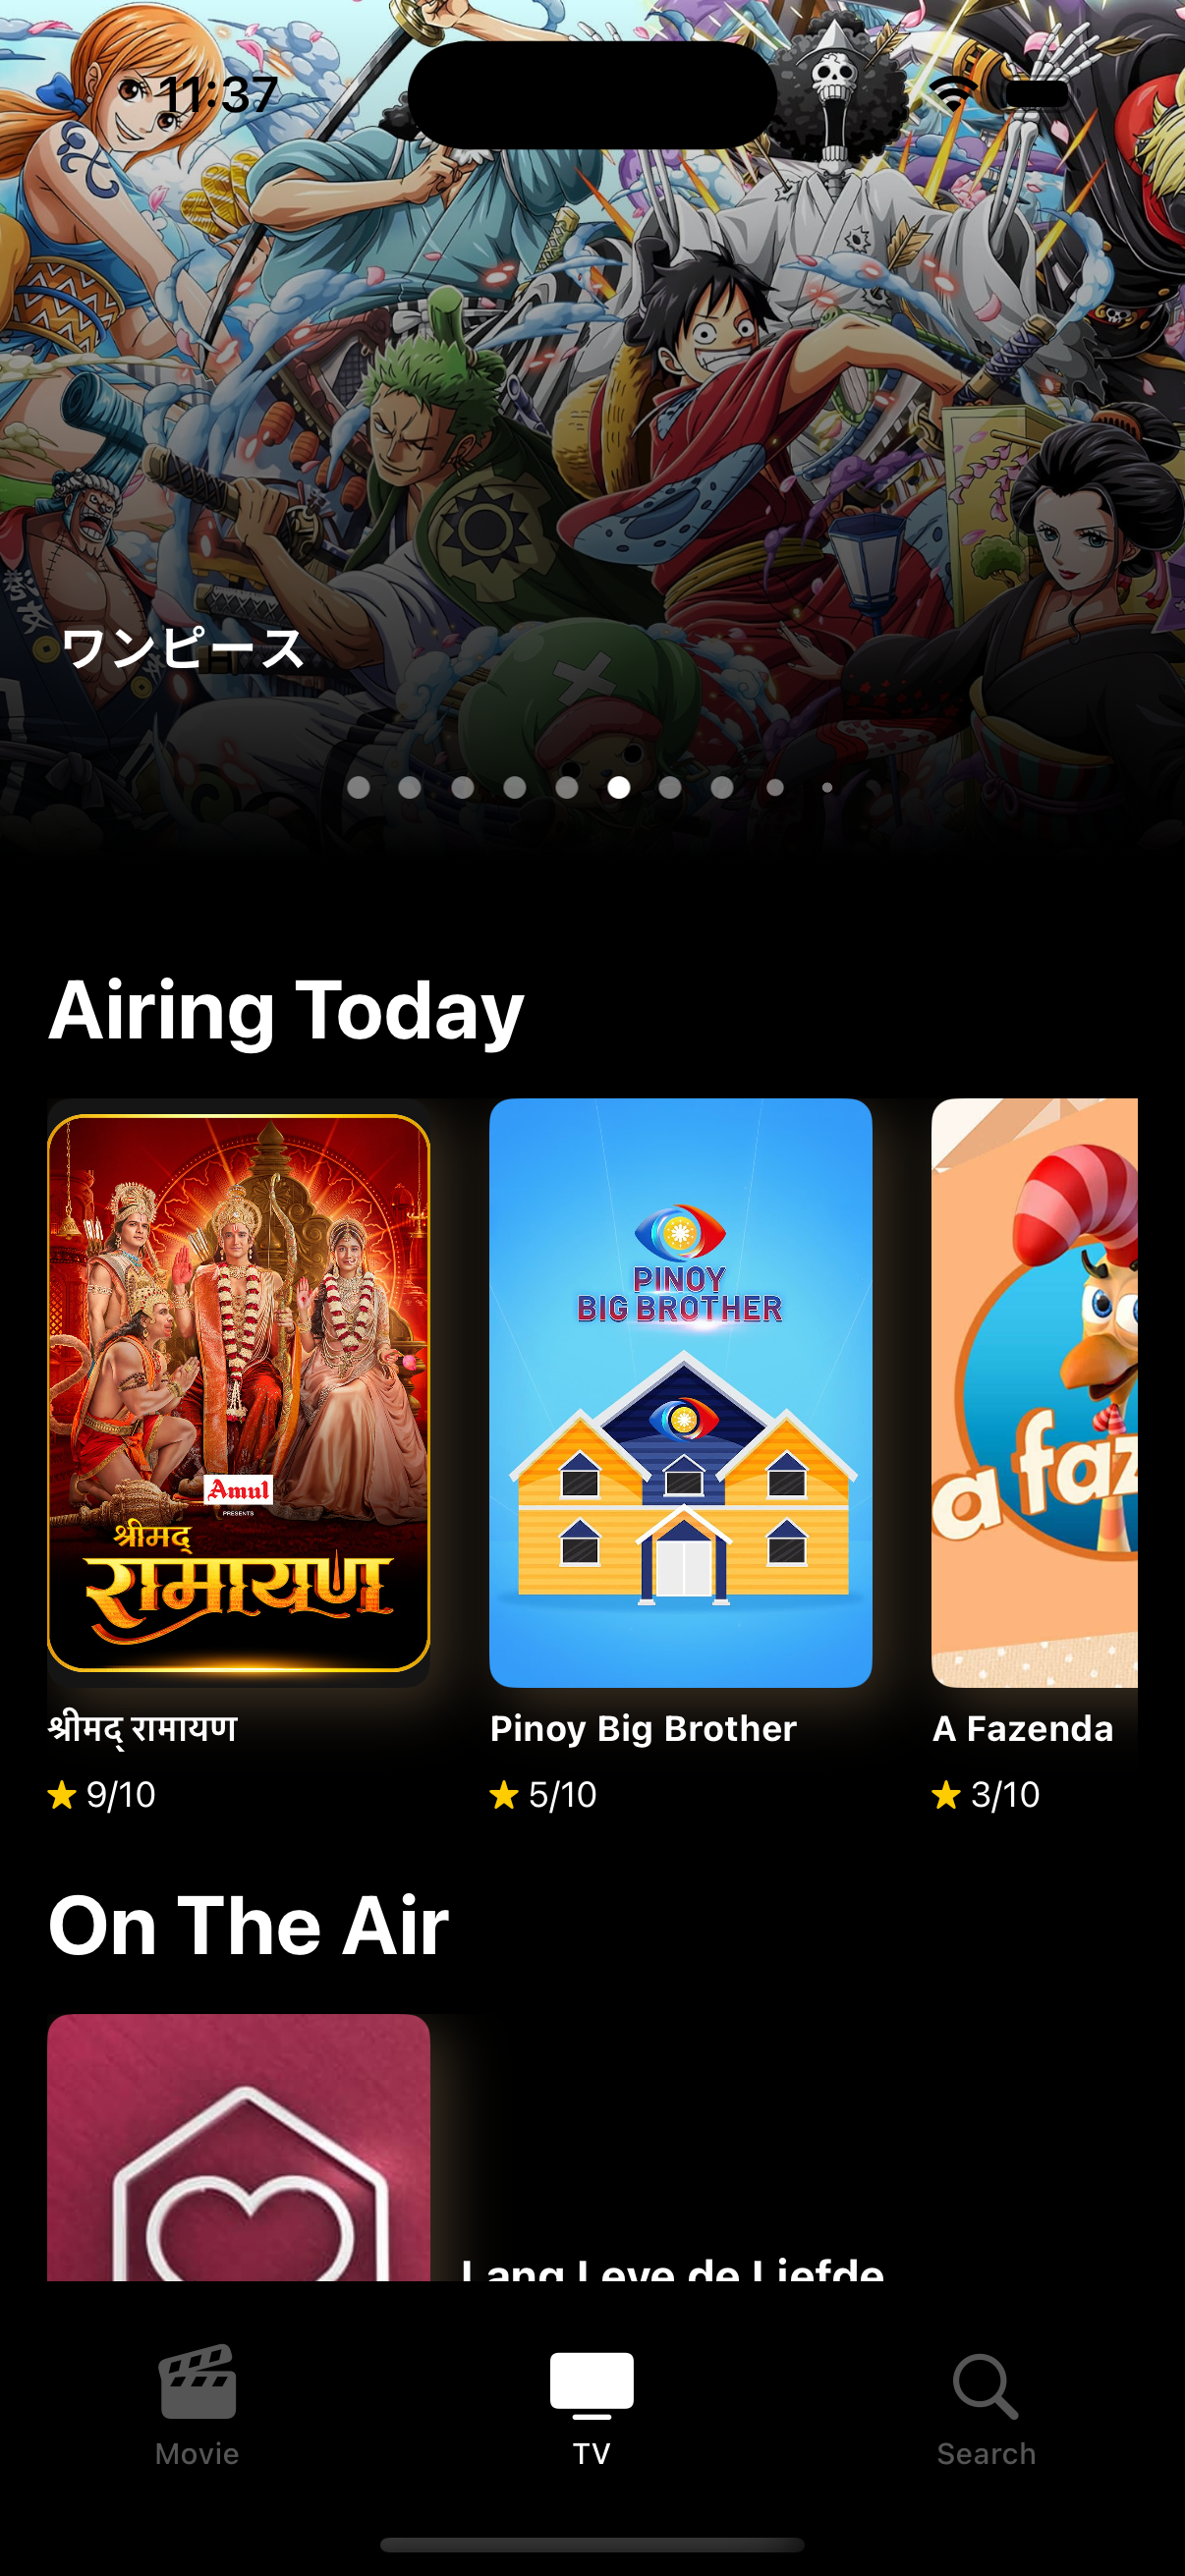 11:37
ワンピース
Airing Today
Amul
PRESENTS
श्रीमद्
रामायण
PINOY
BIG BROTHER
a faz
श्रीमद् रामायण
Pinoy Big Brother
A Fazenda
9/10
5/10
3/10
On The Air
Lang Leve de Liefde
Movie
TV
Search